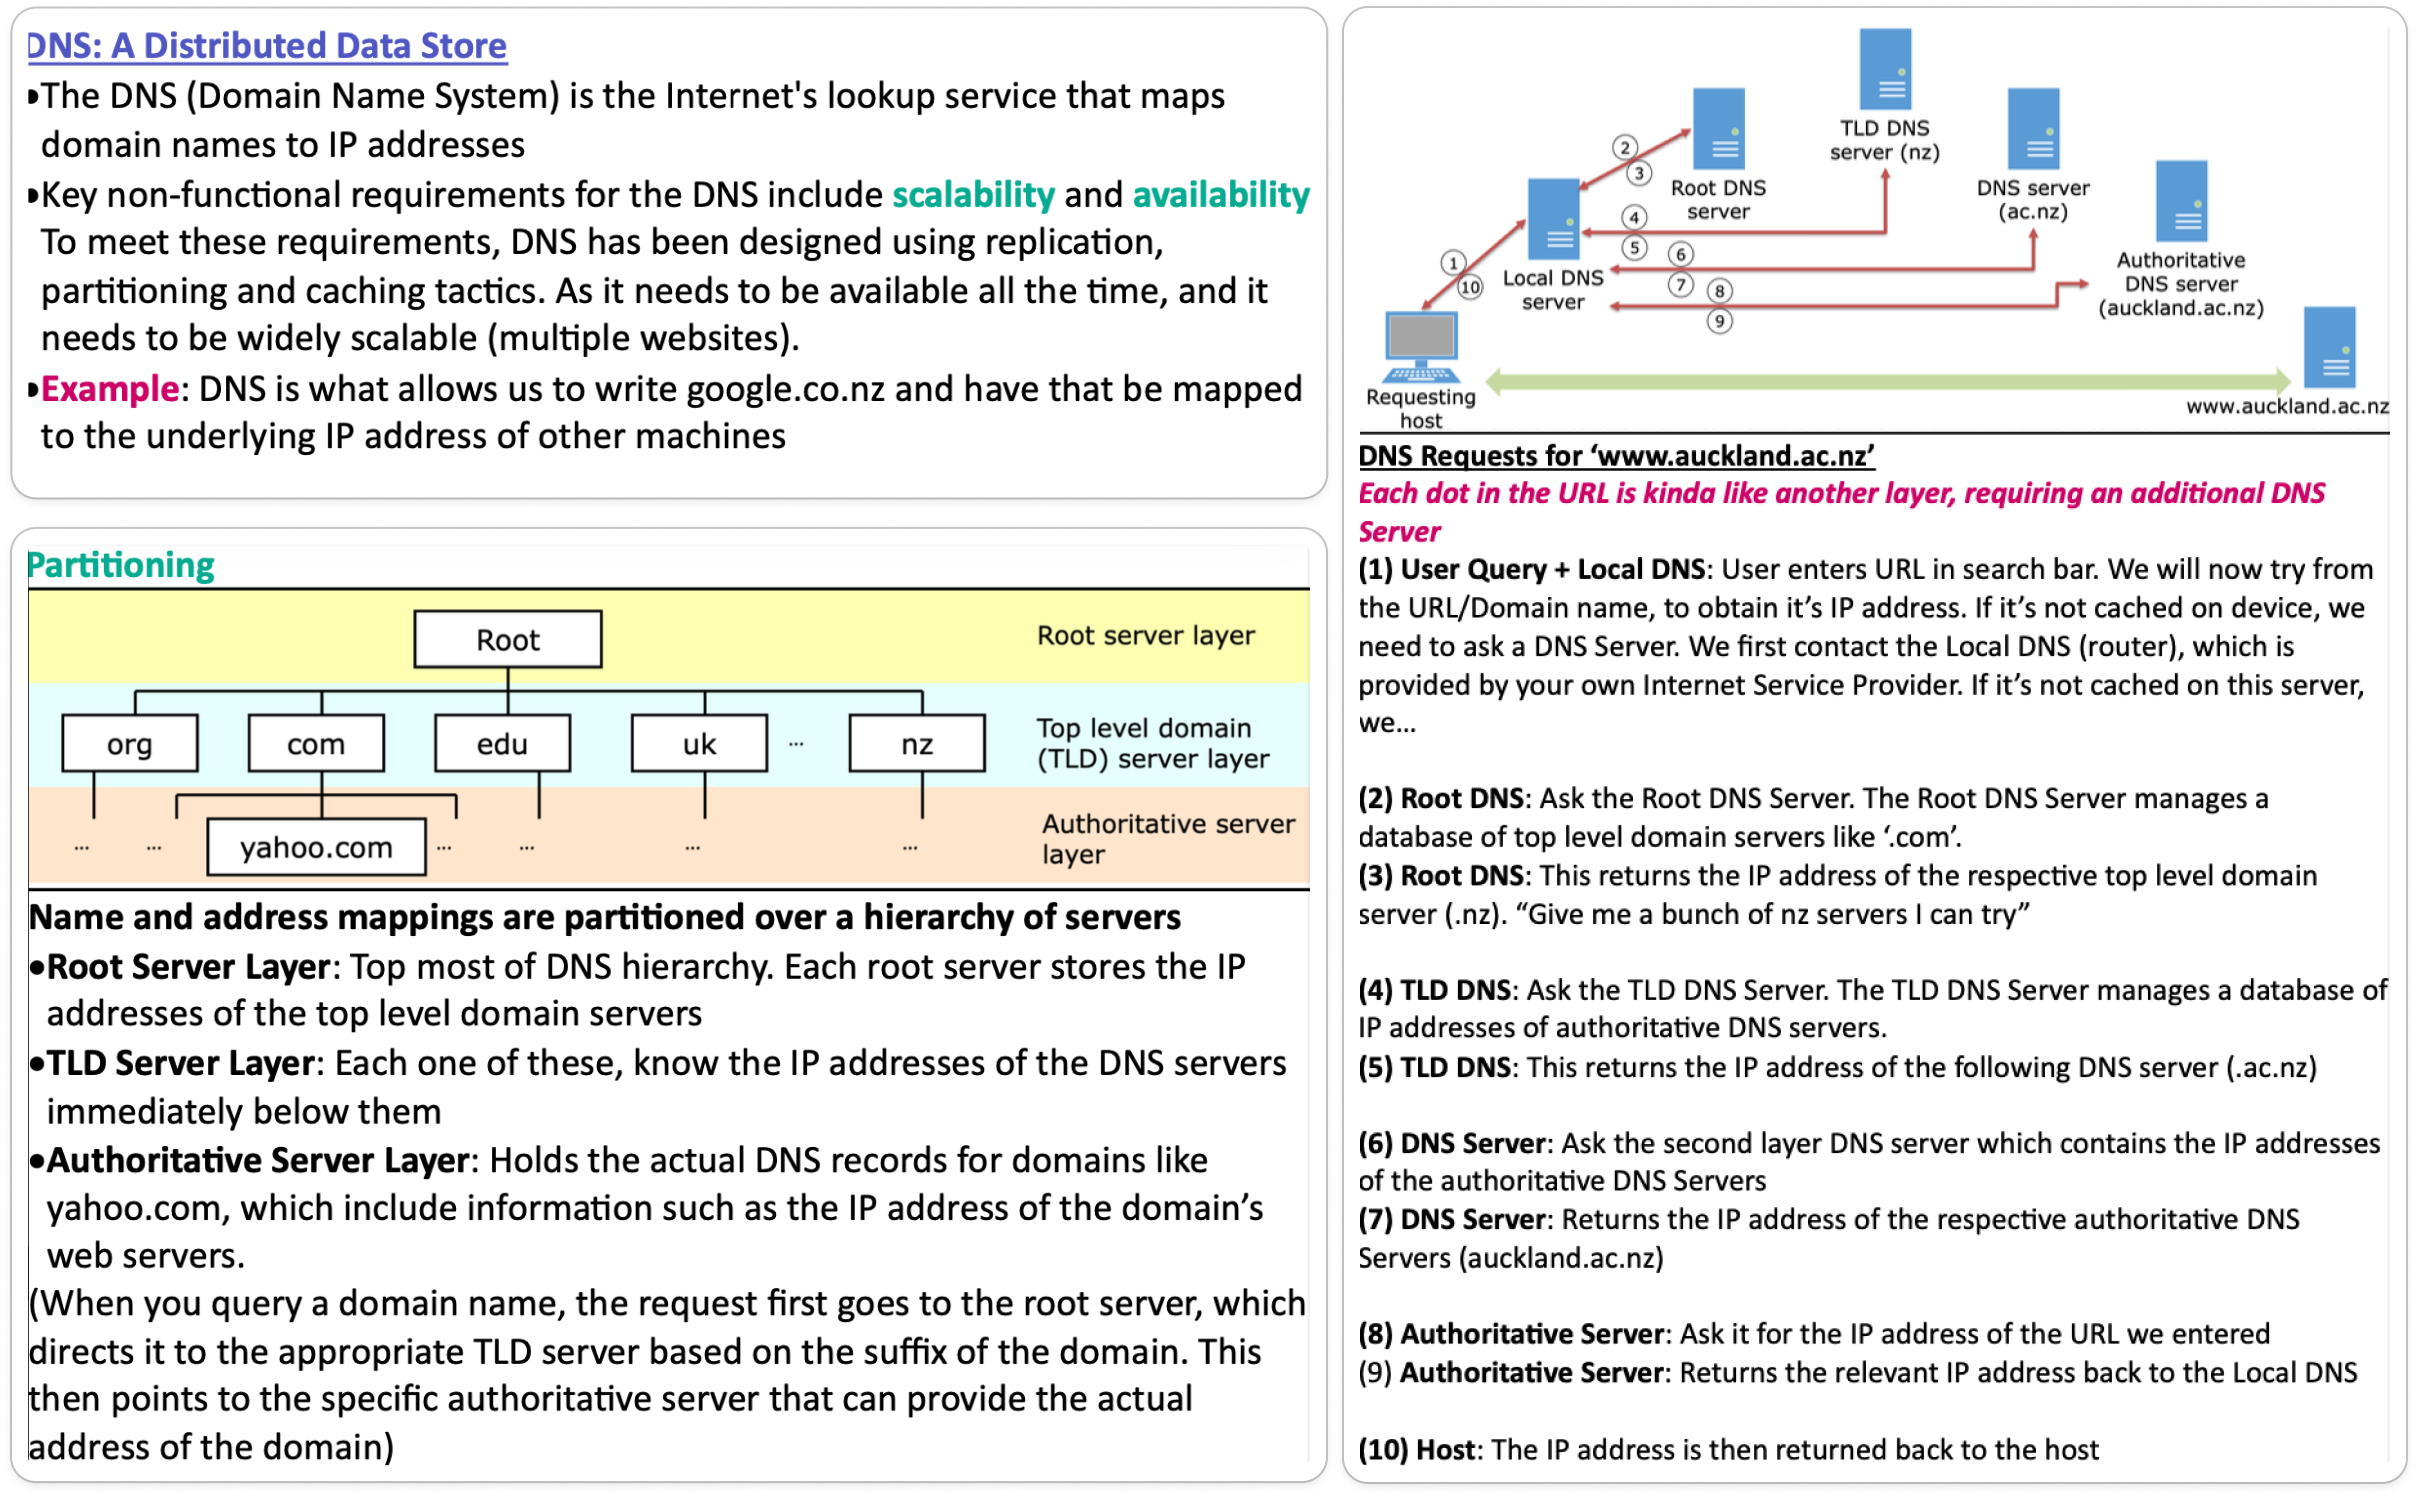 DNS: A Distributed Data Store
•The DNS (Domain Name System) is the Internet's lookup service that maps
domain names to IP addresses
•Key non-functional requirements for the DNS include scalability and availability
To meet these requirements, DNS has been designed using replication,
partitioning and caching tactics. As it needs to be available all the time, and it
needs to be widely scalable (multiple websites).
•Example: DNS is what allows us to write google.co.nz and have that be mapped
to the underlying IP address of other machines
Partitioning
Root
Root server layer
org
com
edu
uk
...
nz
Top level domain
(TLD) server layer
...
...
yahoo.com
...
...
...
...
Authoritative server
layer
Name and address mappings are partitioned over a hierarchy of servers
•Root Server Layer: Top most of DNS hierarchy. Each root server stores the IP
addresses of the top level domain servers
•TLD Server Layer: Each one of these, know the IP addresses of the DNS servers
immediately below them
•Authoritative Server Layer: Holds the actual DNS records for domains like
yahoo.com, which include information such as the IP address of the domain’s
web servers.
(When you query a domain name, the request first goes to the root server, which
directs it to the appropriate TLD server based on the suffix of the domain. This
then points to the specific authoritative server that can provide the actual
address of the domain)
TLD DNS
server (nz)
2
3
Root DNS
server
DNS server
(ac.nz)
4
5
6
7
8
9
1
10
Local DNS
server
Authoritative
DNS server
(auckland.ac.nz)
Requesting
host
www.auckland.ac.nz
DNS Requests for ‘www.auckland.ac.nz’
Each dot in the URL is kinda like another layer, requiring an additional DNS
Server
(1) User Query + Local DNS: User enters URL in search bar. We will now try from
the URL/Domain name, to obtain it’s IP address. If it’s not cached on device, we
need to ask a DNS Server. We first contact the Local DNS (router), which is
provided by your own Internet Service Provider. If it’s not cached on this server,
we...
(2) Root DNS: Ask the Root DNS Server. The Root DNS Server manages a
database of top level domain servers like ‘.com’.
(3) Root DNS: This returns the IP address of the respective top level domain
server (.nz). “Give me a bunch of nz servers I can try”
(4) TLD DNS: Ask the TLD DNS Server. The TLD DNS Server manages a database of
IP addresses of authoritative DNS servers.
(5) TLD DNS: This returns the IP address of the following DNS server (.ac.nz)
(6) DNS Server: Ask the second layer DNS server which contains the IP addresses
of the authoritative DNS Servers
(7) DNS Server: Returns the IP address of the respective authoritative DNS
Servers (auckland.ac.nz)
(8) Authoritative Server: Ask it for the IP address of the URL we entered
(9) Authoritative Server: Returns the relevant IP address back to the Local DNS
(10) Host: The IP address is then returned back to the host